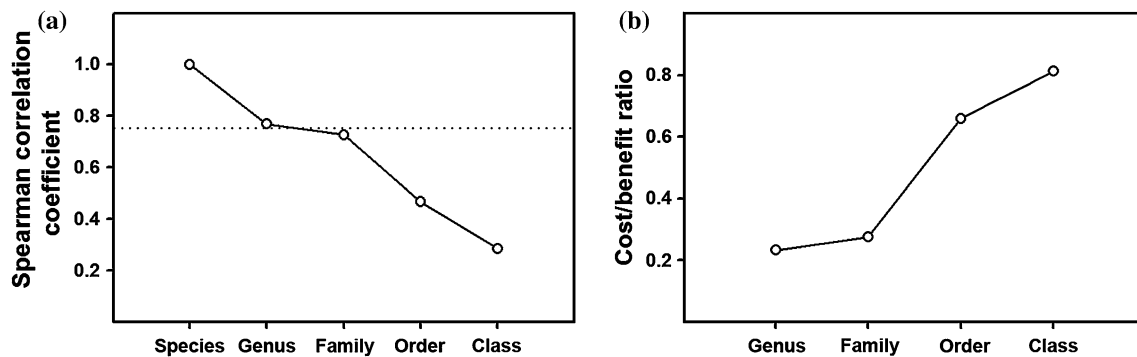 (a)
Spearman correlation
coefficient
1.0
0.8
0.6
0.4
0.2
Species Genus Family Order Class
(b)
Cost/benefit ratio
0.8
0.6
0.4
0.2
Genus Family Order Class